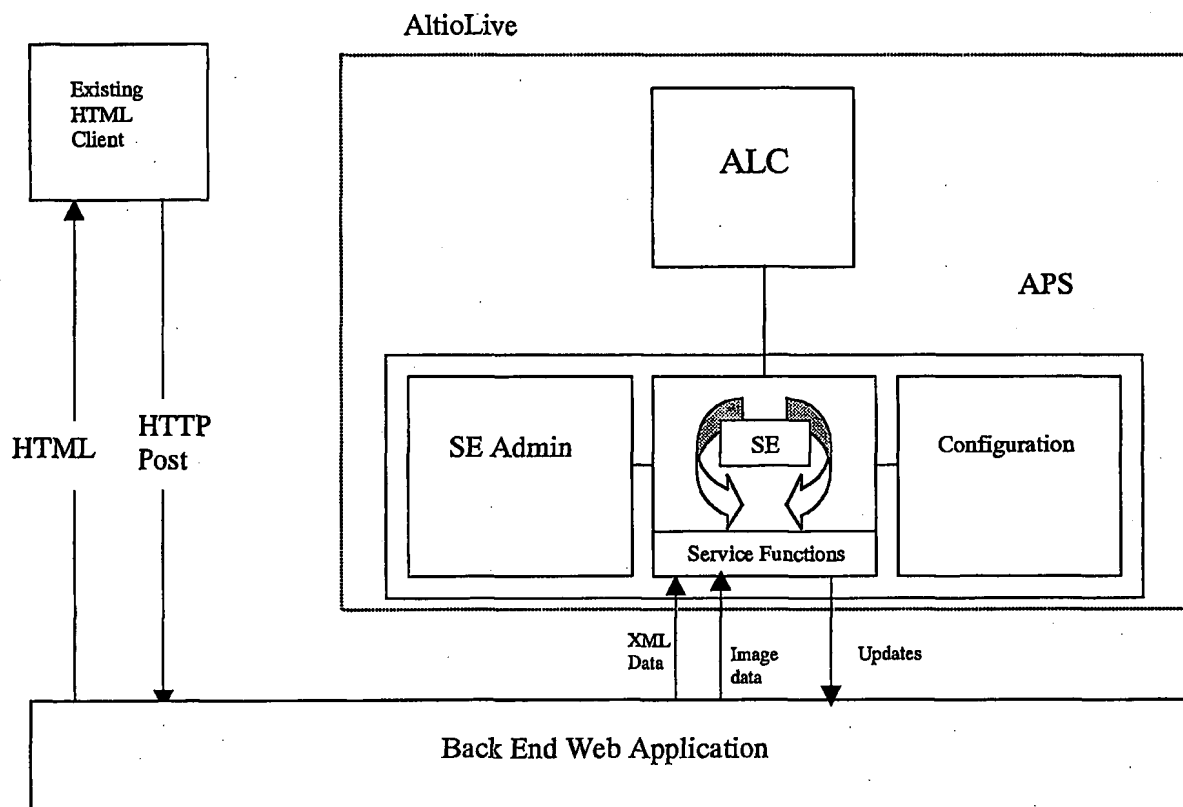 AltioLive
Existing
HTML
Client
ALC
APS
HTML
HTTP
Post
SE Admin
SE
Configuration
Service Functions
XML
Data
Image
data
Updates
Back End Web Application